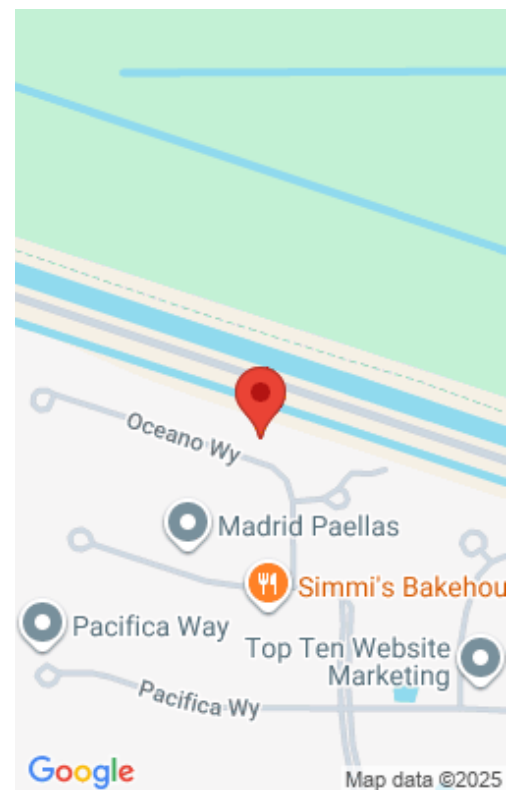 Oceano Wy
Madrid Paellas
Simmi's Bakehou
Pacifica Way
Top Ten Website
Marketing
Pacifica Wy
Google
Map data ©2025